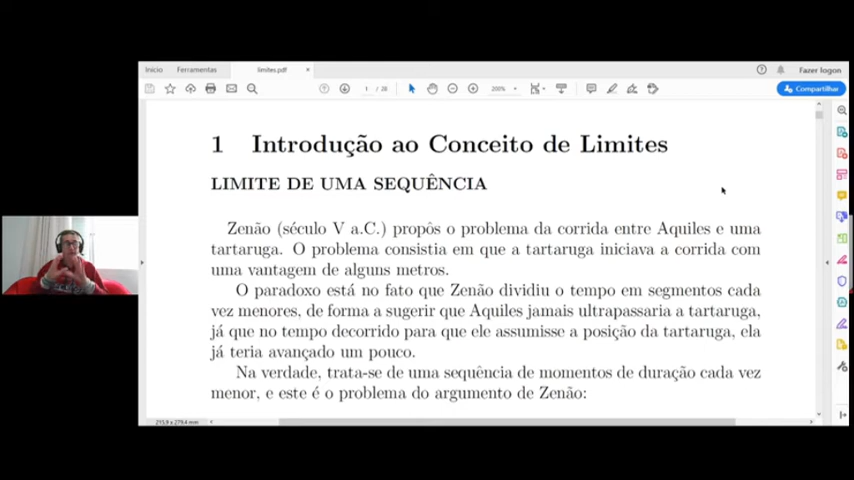 Início Ferramentas limites.pdf ×
Fazer logon
1 / 28 200% Compartilhar
1 Introdução ao Conceito de Limites
LIMITE DE UMA SEQUÊNCIA
Zenão (século V a.C.) propôs o problema da corrida entre Aquiles e uma
tartaruga. O problema consistia em que a tartaruga iniciava a corrida com
uma vantagem de alguns metros.
O paradoxo está no fato que Zenão dividiu o tempo em segmentos cada
vez menores, de forma a sugerir que Aquiles jamais ultrapassaria a tartaruga,
já que no tempo decorrido para que ele assumisse a posição da tartaruga, ela
já teria avançado um pouco.
Na verdade, trata-se de uma sequência de momentos de duração cada vez
menor, e este é o problema do argumento de Zenão:
215,9 x 279,4 mm